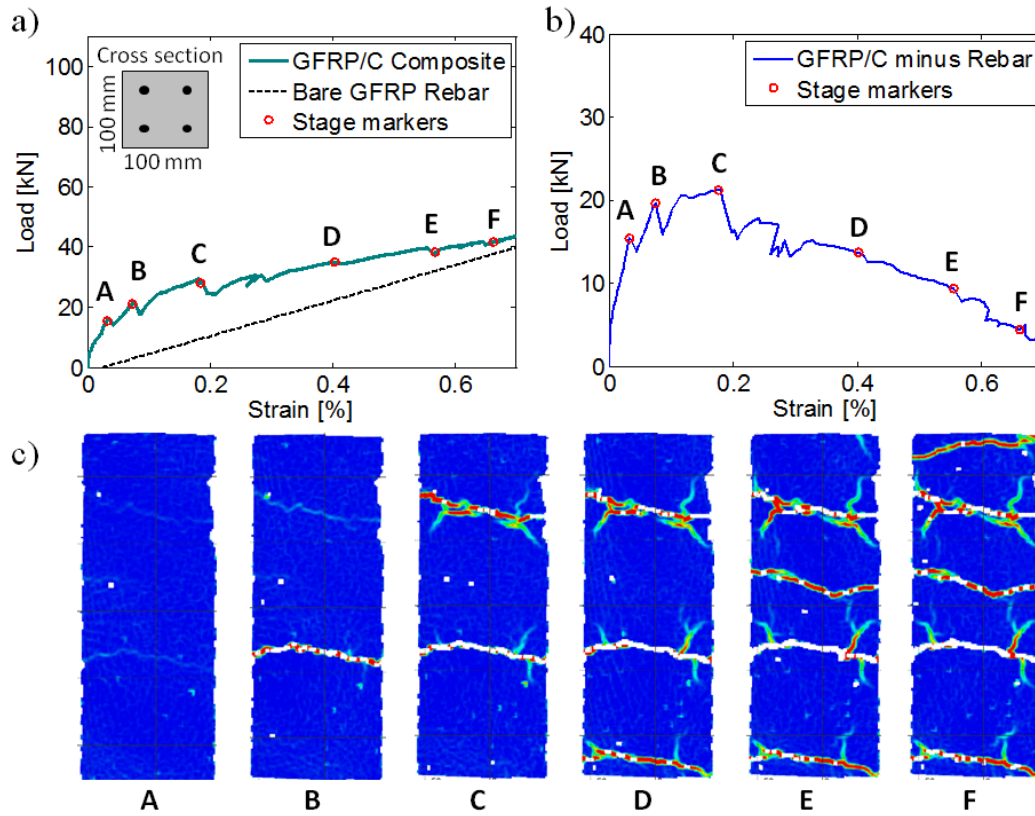 a)
Load [kN]
100
80
60
40
20
0
Cross section
100 mm
100 mm
GFRP/C Composite
Bare GFRP Rebar
Stage markers
A
B
C
D
E
F
0
0.2
0.4
0.6
Strain [%]
b)
Load [kN]
40
30
20
10
0
GFRP/C minus Rebar
Stage markers
A
B
C
D
E
F
0
0.2
0.4
0.6
Strain [%]
c)
A
B
C
D
E
F